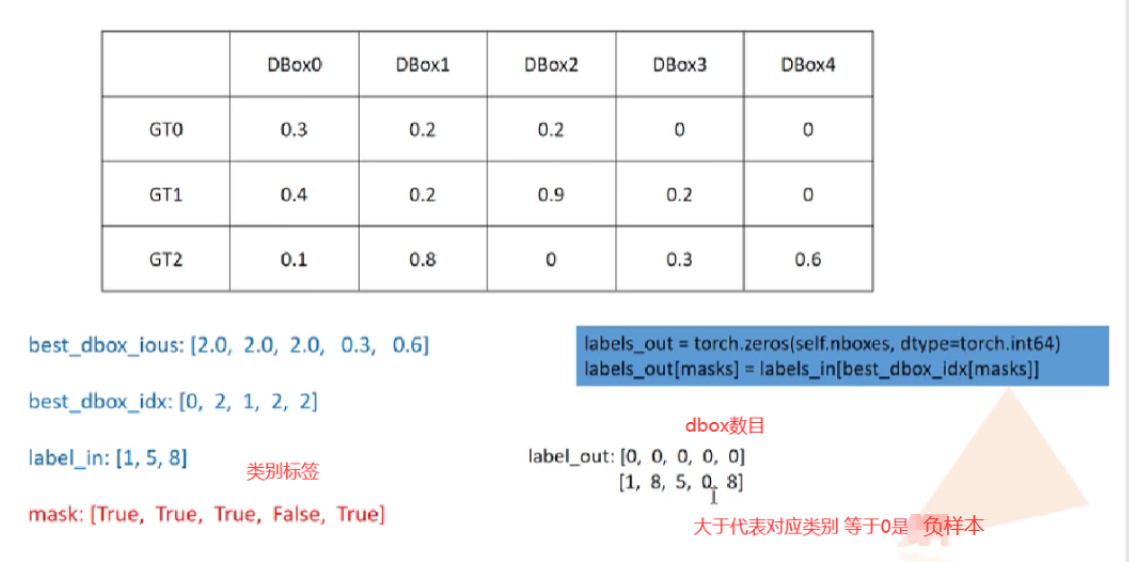 DBox0 DBox1 DBox2 DBox3 DBox4
GT0 0.3 0.2 0.2 0 0
GT1 0.4 0.2 0.9 0.2 0
GT2 0.1 0.8 0 0.3 0.6
best_dbox_ious: [2.0, 2.0, 2.0, 0.3, 0.6]
labels_out = torch.zeros(self.nboxes, dtype=torch.int64)
labels_out[masks] = labels_in[best_dbox_idx[masks]]
best_dbox_idx: [0, 2, 1, 2, 2]
dbox数目
label_in: [1, 5, 8]
类别标签
label_out: [0, 0, 0, 0, 0]
[1, 8, 5, 0, 8]
mask: [True, True, True, False, True]
大于代表对应类别 等于0是 负样本